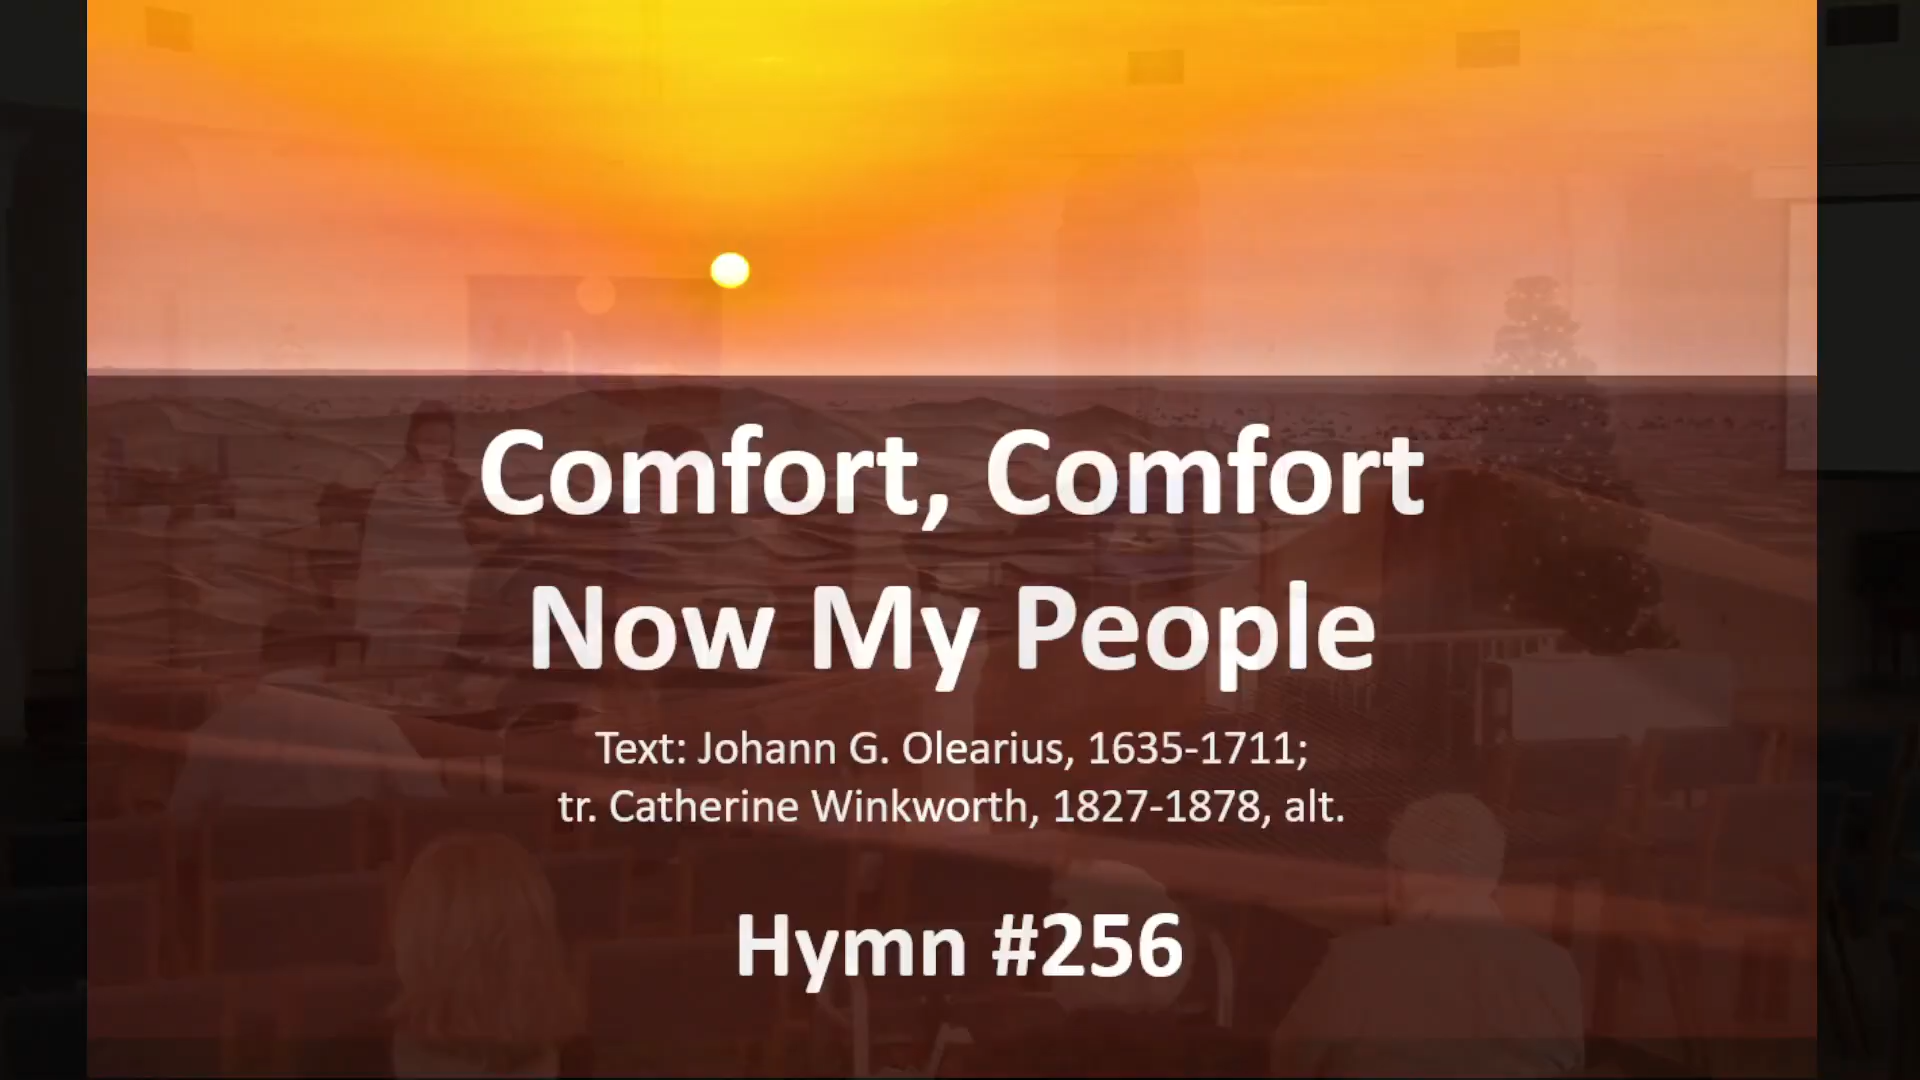 Comfort, Comfort
Now My People
Text: Johann G. Olearius, 1635-1711;
tr. Catherine Winkworth, 1827-1878, alt.
Hymn #256